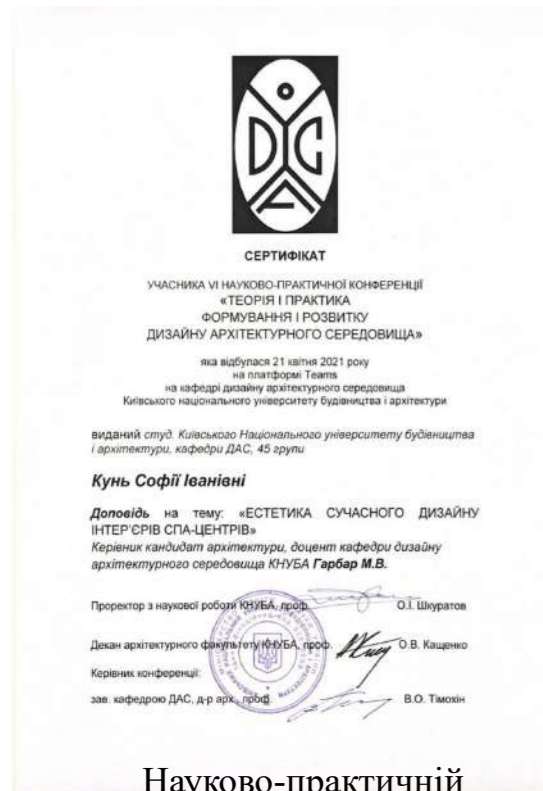 СЕРТИФІКАТ
УЧАСНИКА VI НАУКОВО-ПРАКТИЧНОЇ КОНФЕРЕНЦІЇ
«ТЕОРІЯ І ПРАКТИКА
ФОРМУВАННЯ І РОЗВИТКУ
ДИЗАЙНУ АРХІТЕКТУРНОГО СЕРЕДОВИЩА»
яка відбулася 21 квітня 2021 року
на платформі Teams
на кафедрі дизайну архітектурного середовища
Київського національного університету будівництва і архітектури
виданий студ. Київського Національного університету будівництва
і архітектури, кафедри ДАС, 45 групи
Кунь Софії Іванівні
Доповідь на тему: «ЕСТЕТИКА СУЧАСНОГО ДИЗАЙНУ
ІНТЕР'ЄРІВ СПА-ЦЕНТРІВ»
Керівник кандидат архітектури, доцент кафедри дизайну
архітектурного середовища КНУБА Гарбар М.В.
Проректор з наукової роботи КНУБА, проф. О.І. Шкуратов
Декан архітектурного факультету КНУБА, проф. О.В. Кащенко
Керівник конференції:
зав. кафедрою ДАС, д-р арх., проф. В.О. Тімохін
Науково-практичній